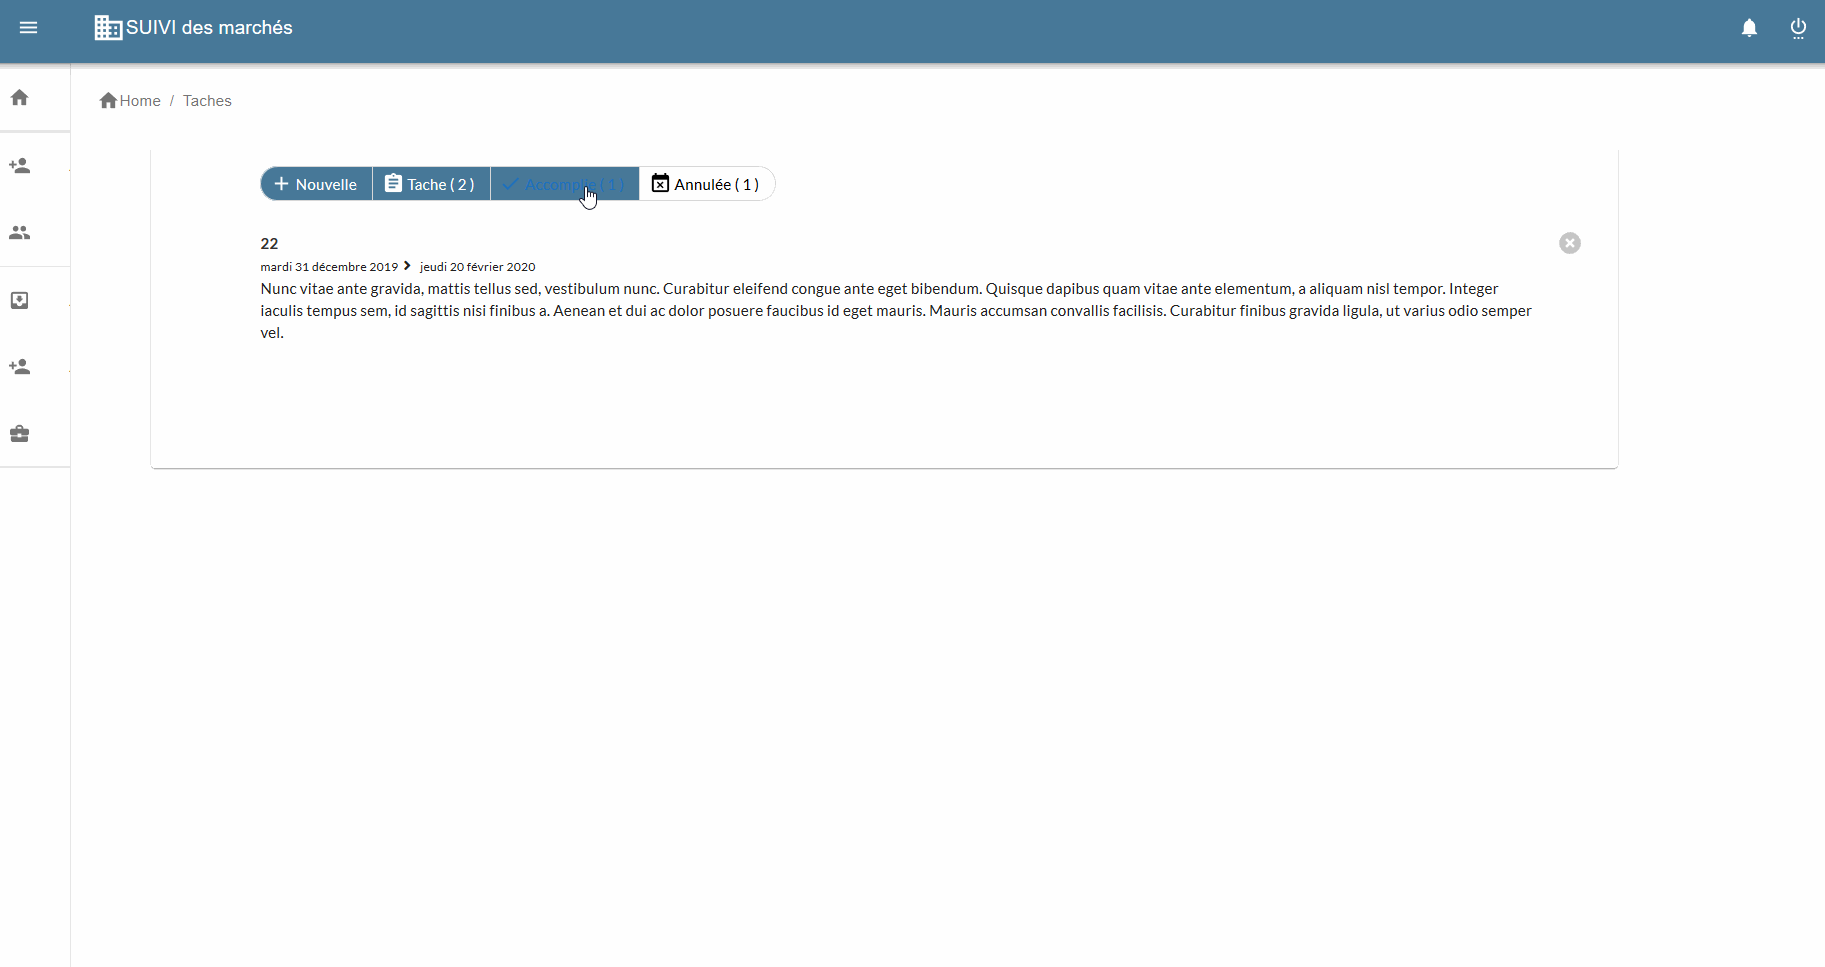 SUIVI des marchés
Home / Taches
Nouvelle Tache ( 2 ) Accomplie ( 1 ) Annulée ( 1 )
22
mardi 31 décembre 2019 > jeudi 20 février 2020
Nunc vitae ante gravida, mattis tellus sed, vestibulum nunc. Curabitur eleifend congue ante eget bibendum. Quisque dapibus quam vitae ante elementum, a aliquam nisl tempor. Integer
iaculis tempus sem, id sagittis nisi finibus a. Aenean et dui ac dolor posuere faucibus id eget mauris. Mauris accumsan convallis facilisis. Curabitur finibus gravida ligula, ut varius odio semper
vel.